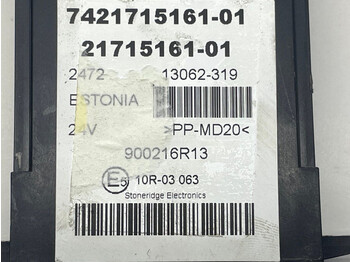 7421715161-01
21715161-01
2472 13062-319
ESTONIA
24V >PP-MD20<
900216R13
E5 10R-03 063
Stoneridge Electronics